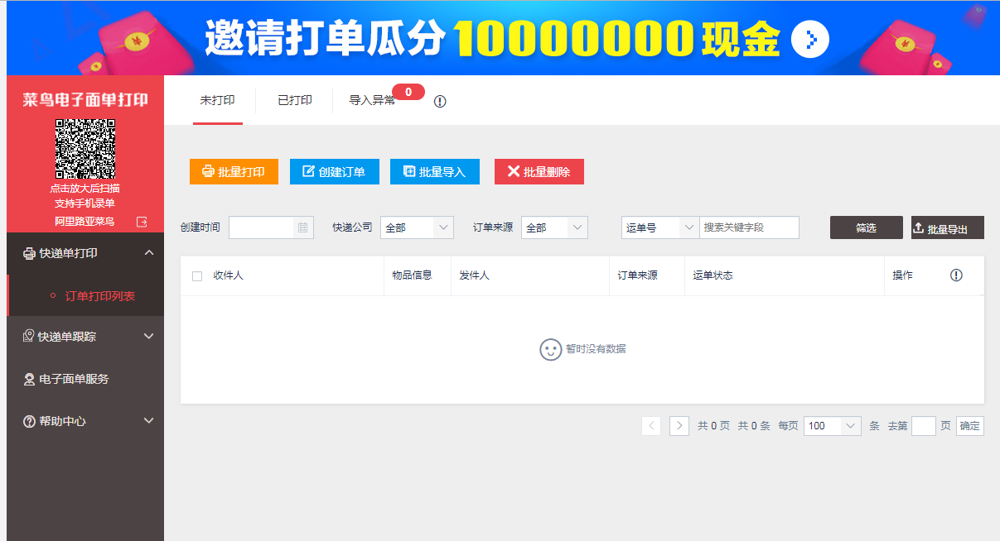 邀请打单瓜分10000000现金
菜鸟电子面单打印
点击放大后扫描
支持手机录单
阿里路亚菜鸟
快递单打印
订单打印列表
快递单跟踪
电子面单服务
帮助中心
未打印 已打印 导入异常 0
批量打印 创建订单 批量导入 批量删除
创建时间 快递公司 全部 订单来源 全部 运单号 搜索关键字段 筛选 批量导出
收件人 物品信息 发件人 订单来源 运单状态 操作
暂时没有数据
共 0 页 共 0 条 每页 100 条 去第 页 确定